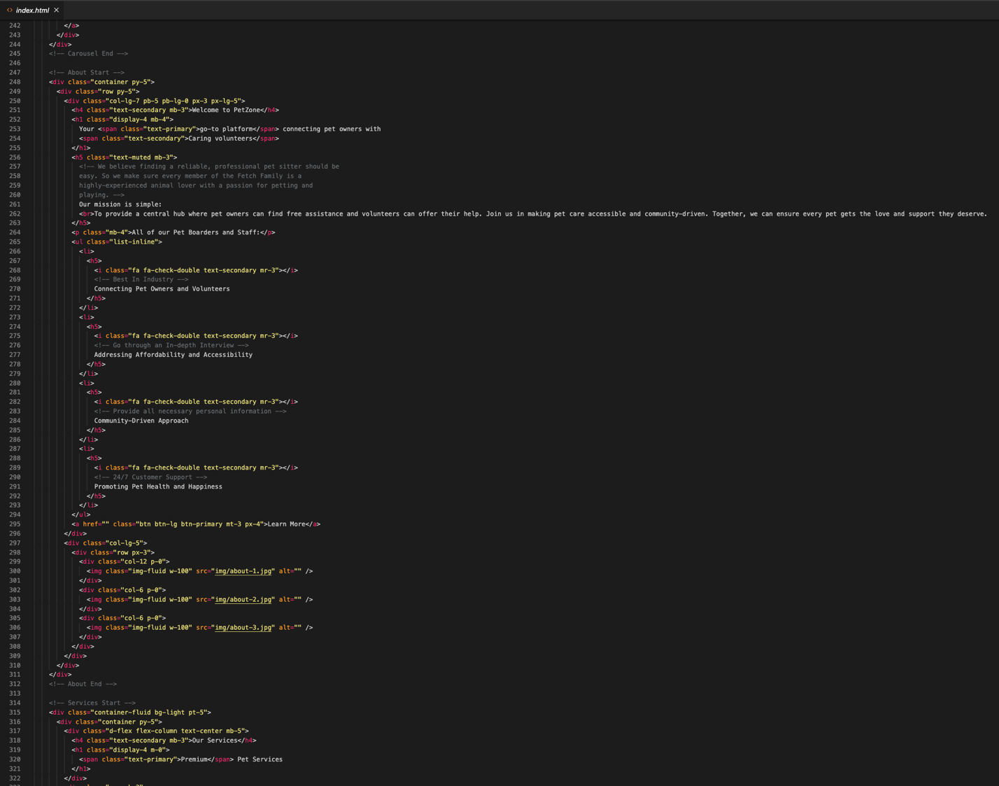 <> index.html ×
242 </a>
243 </div>
244 </div>
245 <!-- Carousel End -->
246
247 <!-- About Start -->
248 <div class="container py-5">
249 <div class="row py-5">
250 <div class="col-lg-7 pb-5 pb-lg-0 px-3 px-lg-5">
251 <h4 class="text-secondary mb-3">Welcome to PetZone</h4>
252 <h1 class="display-4 mb-4">
253 Your <span class="text-primary">go-to platform</span> connecting pet owners with
254 <span class="text-secondary">Caring volunteers</span>
255 </h1>
256 <h5 class="text-muted mb-3">
257 <!-- We believe finding a reliable, professional pet sitter should be
258 easy. So we make sure every member of the Fetch Family is a
259 highly-experienced animal lover with a passion for petting and
260 playing. -->
261 Our mission is simple:
262 <br>To provide a central hub where pet owners can find free assistance and volunteers can offer their help. Join us in making pet care accessible and community-driven. Together, we can ensure every pet gets the love and support they deserve.
263 </h5>
264 <p class="mb-4">All of our Pet Boarders and Staff:</p>
265 <ul class="list-inline">
266 <li>
267 <h5>
268 <i class="fa fa-check-double text-secondary mr-3"></i>
269 <!-- Best In Industry -->
270 Connecting Pet Owners and Volunteers
271 </h5>
272 </li>
273 <li>
274 <h5>
275 <i class="fa fa-check-double text-secondary mr-3"></i>
276 <!-- Go through an In-depth Interview -->
277 Addressing Affordability and Accessibility
278 </h5>
279 </li>
280 <li>
281 <h5>
282 <i class="fa fa-check-double text-secondary mr-3"></i>
283 <!-- Provide all necessary personal information -->
284 Community-Driven Approach
285 </h5>
286 </li>
287 <li>
288 <h5>
289 <i class="fa fa-check-double text-secondary mr-3"></i>
290 <!-- 24/7 Customer Support -->
291 Promoting Pet Health and Happiness
292 </h5>
293 </li>
294 </ul>
295 <a href="" class="btn btn-lg btn-primary mt-3 px-4">Learn More</a>
296 </div>
297 <div class="col-lg-5">
298 <div class="row px-3">
299 <div class="col-12 p-0">
300 <img class="img-fluid w-100" src="img/about-1.jpg" alt="" />
301 </div>
302 <div class="col-6 p-0">
303 <img class="img-fluid w-100" src="img/about-2.jpg" alt="" />
304 </div>
305 <div class="col-6 p-0">
306 <img class="img-fluid w-100" src="img/about-3.jpg" alt="" />
307 </div>
308 </div>
309 </div>
310 </div>
311 </div>
312 <!-- About End -->
313
314 <!-- Services Start -->
315 <div class="container-fluid bg-light pt-5">
316 <div class="container py-5">
317 <div class="d-flex flex-column text-center mb-5">
318 <h4 class="text-secondary mb-3">Our Services</h4>
319 <h1 class="display-4 m-0">
320 <span class="text-primary">Premium</span> Pet Services
321 </h1>
322 </div>